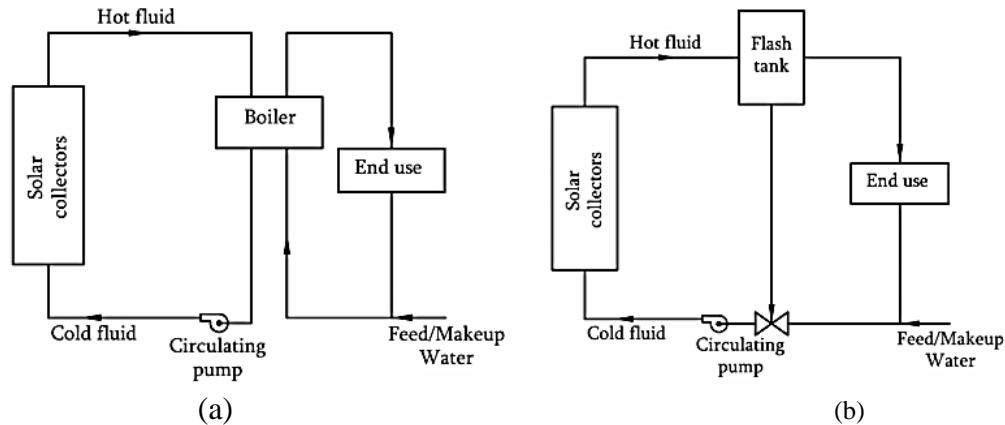 Hot fluid
Solar
collectors
Boiler
End use
Cold fluid
Circulating
pump
Feed/Makeup
Water
(a)
Hot fluid
Flash
tank
Solar
collectors
End use
Cold fluid
Circulating
pump
Feed/Makeup
Water
(b)